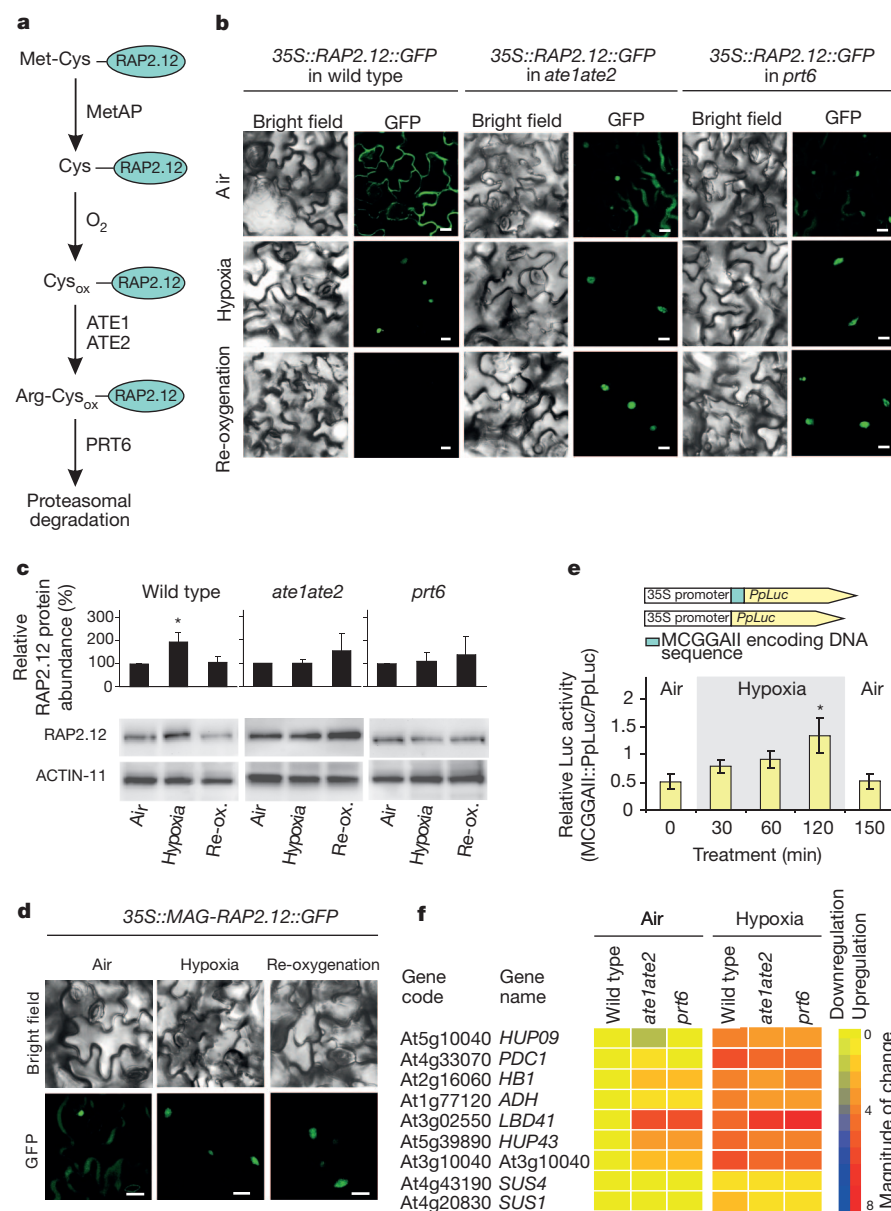 a
Met-Cys RAP2.12
MetAP
Cys RAP2.12
O2
Cysox RAP2.12
ATE1
ATE2
Arg-Cysox RAP2.12
PRT6
Proteasomal
degradation
b
35S::RAP2.12::GFP
in wild type
35S::RAP2.12::GFP
in ate1ate2
35S::RAP2.12::GFP
in prt6
Bright field GFP Bright field GFP Bright field GFP
Air
Hypoxia
Re-oxygenation
c
Wild type ate1ate2 prt6
Relative
RAP2.12 protein
abundance (%)
300
200
100
0
*
RAP2.12
ACTIN-11
Air Hypoxia Re-ox. Air Hypoxia Re-ox. Air Hypoxia Re-ox.
d
35S::MAG-RAP2.12::GFP
Air Hypoxia Re-oxygenation
Bright field
GFP
e
35S promoter PpLuc
35S promoter PpLuc
MCGGAII encoding DNA
sequence
Relative Luc activity
(MCGGAII::PpLuc/PpLuc)
Air Hypoxia Air
2
1.5
1
0.5
0
*
0 30 60 120 150
Treatment (min)
f
Air Hypoxia
Gene
code
Gene
name
Wild type ate1ate2 prt6 Wild type ate1ate2 prt6
Downregulation
Upregulation
At5g10040 HUP09
At4g33070 PDC1
At2g16060 HB1
At1g77120 ADH
At3g02550 LBD41
At5g39890 HUP43
At3g10040 At3g10040
At4g43190 SUS4
At4g20830 SUS1
0
4
8
Magnitude of change